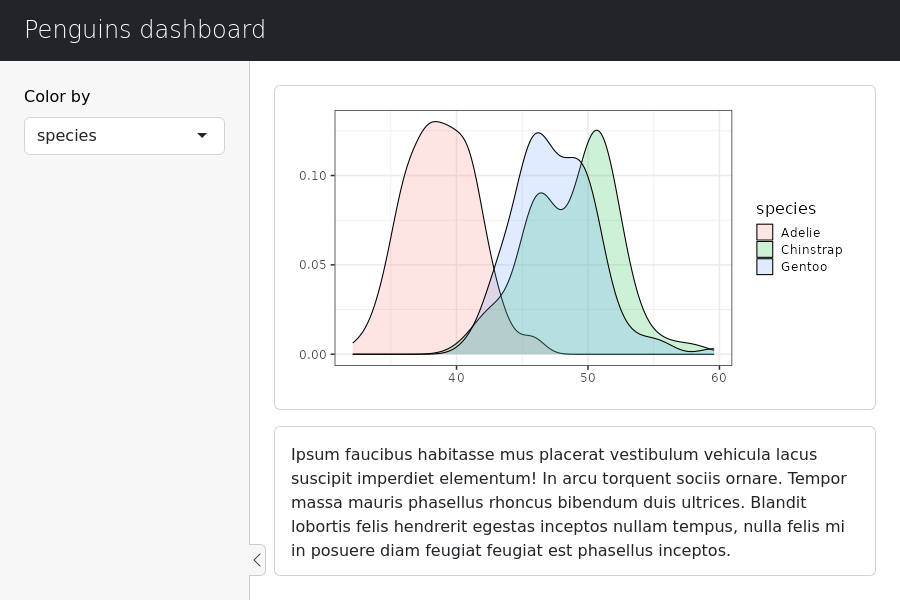 Penguins dashboard
Color by
species
0.10
0.05
0.00
40
50
60
species
Adelie
Chinstrap
Gentoo
Ipsum faucibus habitasse mus placerat vestibulum vehicula lacus
suscipit imperdiet elementum! In arcu torquent sociis ornare. Tempor
massa mauris phasellus rhoncus bibendum duis ultrices. Blandit
lobortis felis hendrerit egestas inceptos nullam tempus, nulla felis mi
in posuere diam feugiat feugiat est phasellus inceptos.